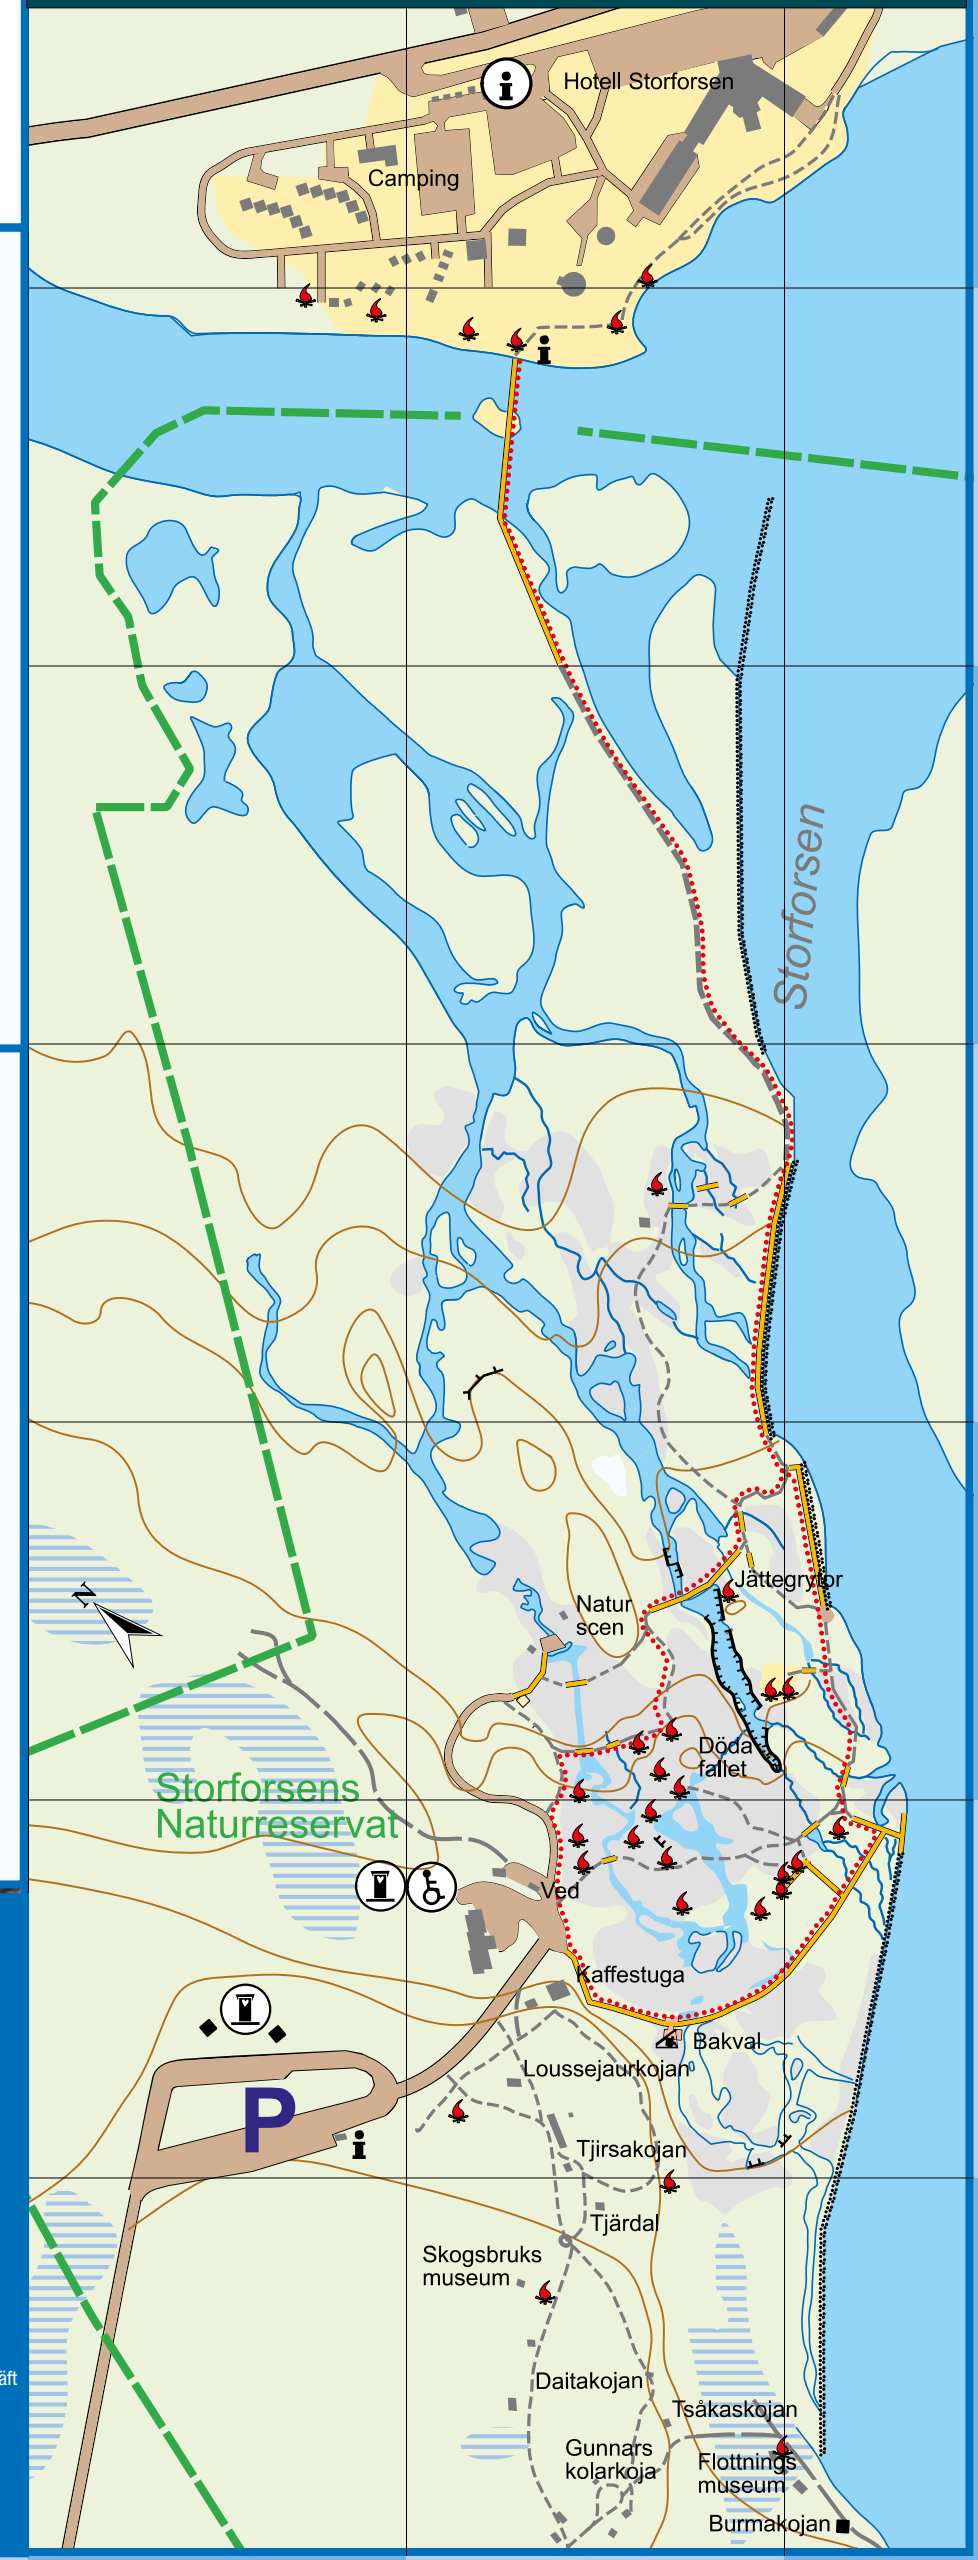 Hotell Storforsen
Camping
Storforsen
N
Jättegrytor
Natur
scen
Döda
fallet
Storforsens
Naturreservat
Ved
Kaffestuga
Bakval
Loussejaurkojan
P
Tjirsakojan
Tjärdal
Skogsbruks
museum
äft
Daitakojan
Tsåkaskojan
Gunnars
kolarkoja
Flottnings
museum
Burmakojan